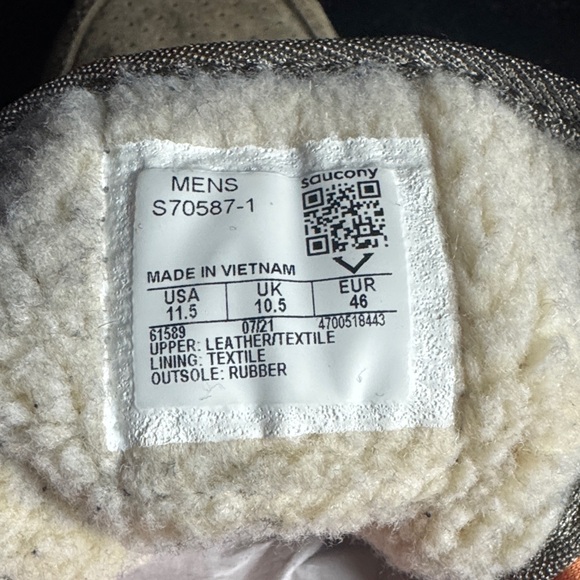 MENS
S70587-1
saucony
MADE IN VIETNAM
USA UK EUR
11.5 10.5 46
61589 07/21 4700518443
UPPER: LEATHER/TEXTILE
LINING: TEXTILE
OUTSOLE: RUBBER